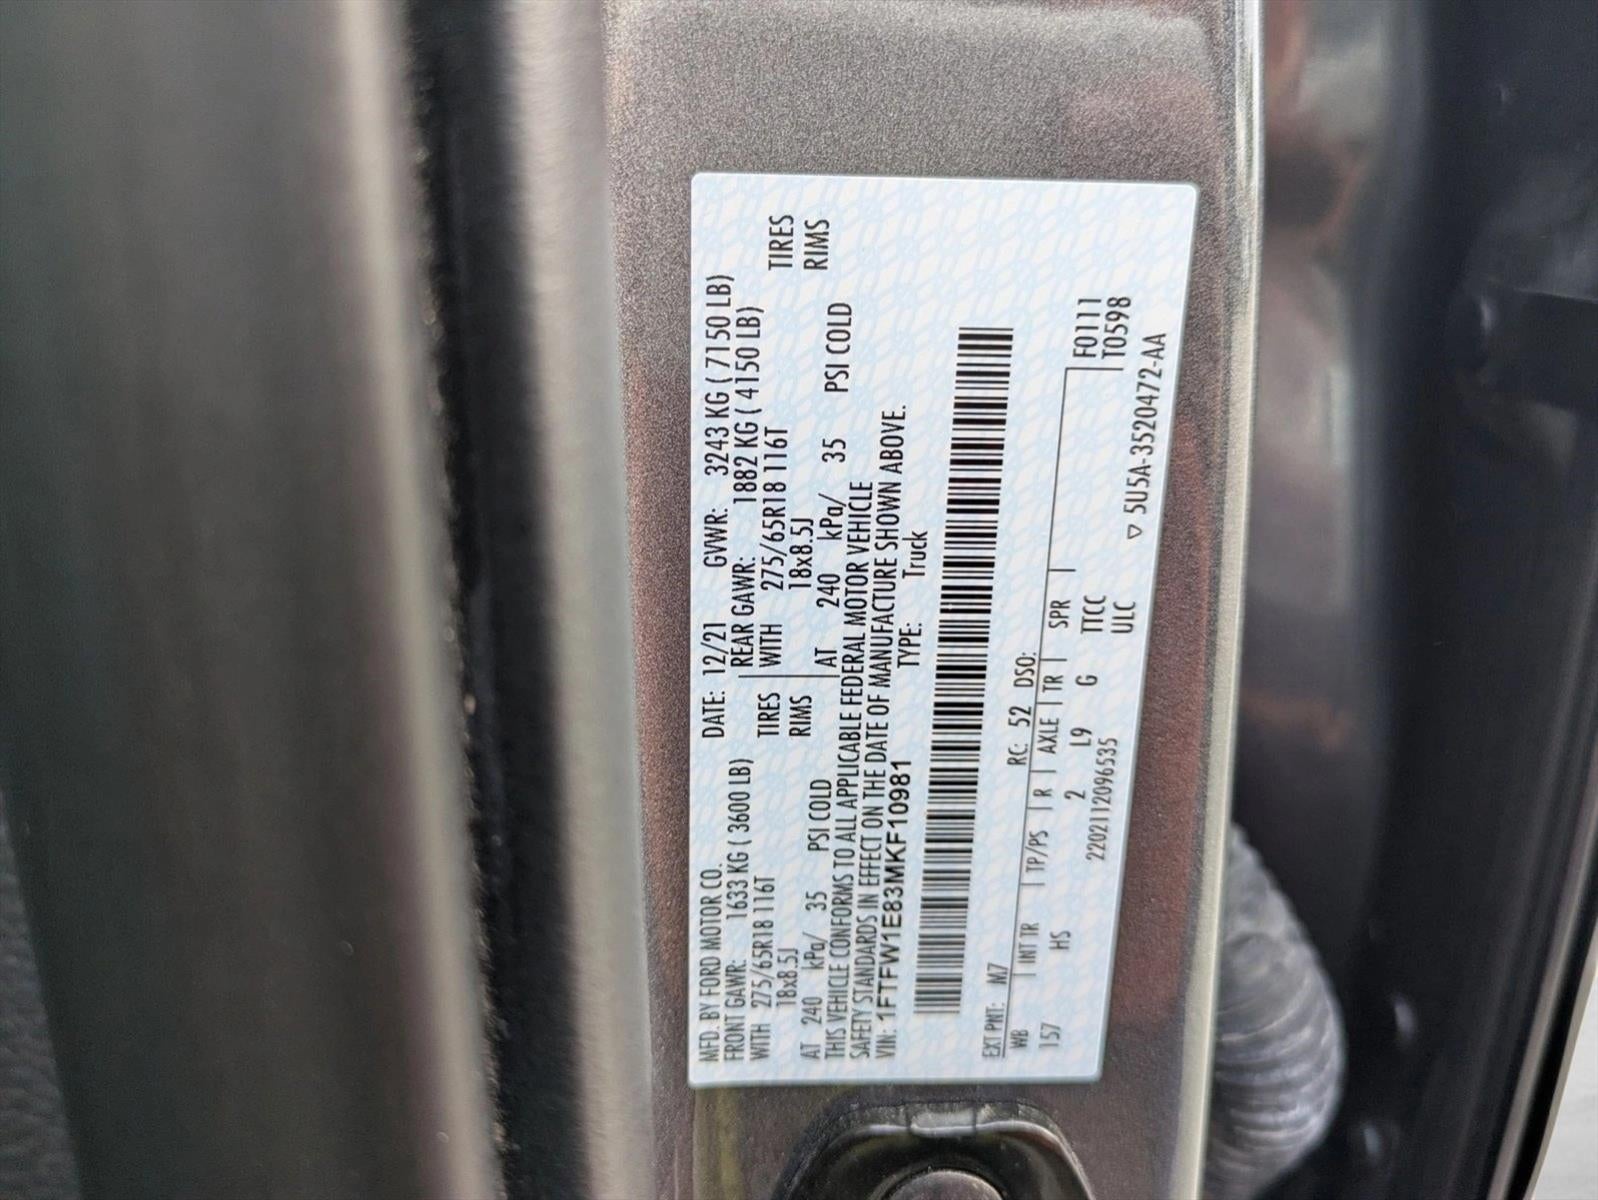 MFD. BY FORD MOTOR CO. DATE: 12/21 GVWR: 3243 KG ( 7150 LB)
FRONT GAWR: 1633 KG ( 3600 LB) REAR GAWR: 1882 KG ( 4150 LB)
WITH 275/65R18 116T TIRES WITH 275/65R18 116T TIRES
18x8.5J RIMS 18x8.5J RIMS
AT 240 kPa/ 35 PSI COLD AT 240 kPa/ 35 PSI COLD
THIS VEHICLE CONFORMS TO ALL APPLICABLE FEDERAL MOTOR VEHICLE
SAFETY STANDARDS IN EFFECT ON THE DATE OF MANUFACTURE SHOWN ABOVE.
VIN: 1FTFW1E83MKF10981 TYPE: Truck
EXT PNT: M7 RC: 52 DSO:
WB INT TR TP/PS R AXLE TR SPR F0111
157 HS 2 L9 G TTCC T0598
ULC
22021112096535 ▽ 5U5A-3520472-AA